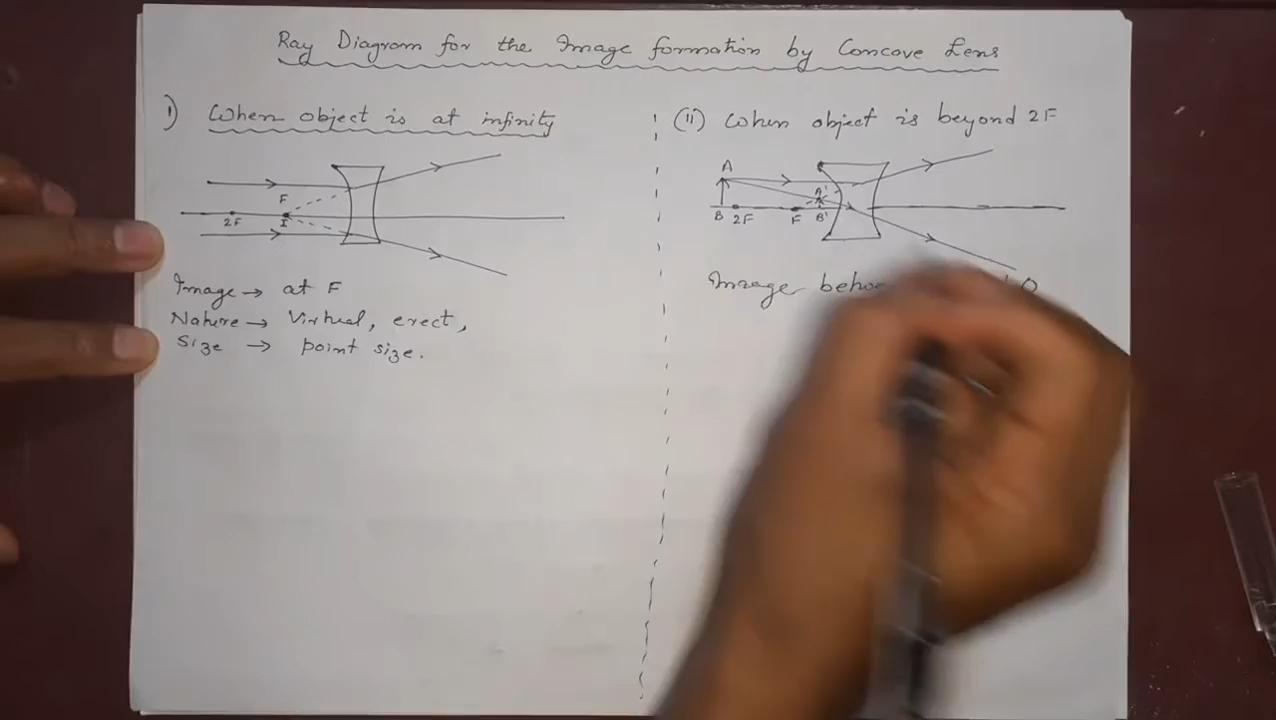 Ray Diagram for the Image formation by Concave Lens
I) When object is at infinity
F
2F
I
Image → at F
Nature → Virtual, erect,
Size → point size.
(II) When object is beyond 2F
A
A'
B 2F F B'
Image
O